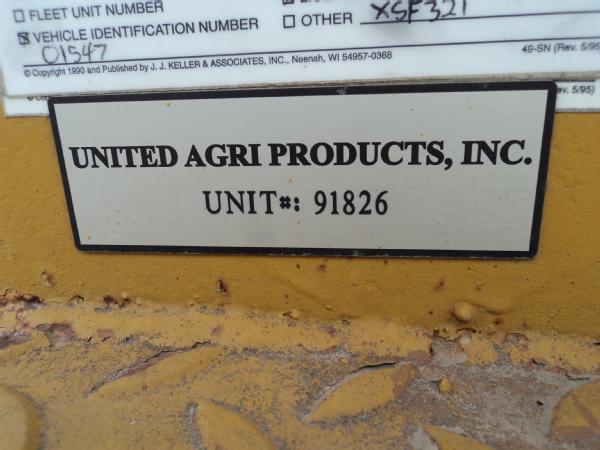 FLEET UNIT NUMBER
VEHICLE IDENTIFICATION NUMBER
OTHER XSF321
01547
© Copyright 1990 and Published by J. J. KELLER & ASSOCIATES, INC., Neenah, WI 54957-0368
49-SN (Rev. 5/95
ev. 5/95)
UNITED AGRI PRODUCTS, INC.
UNIT#: 91826